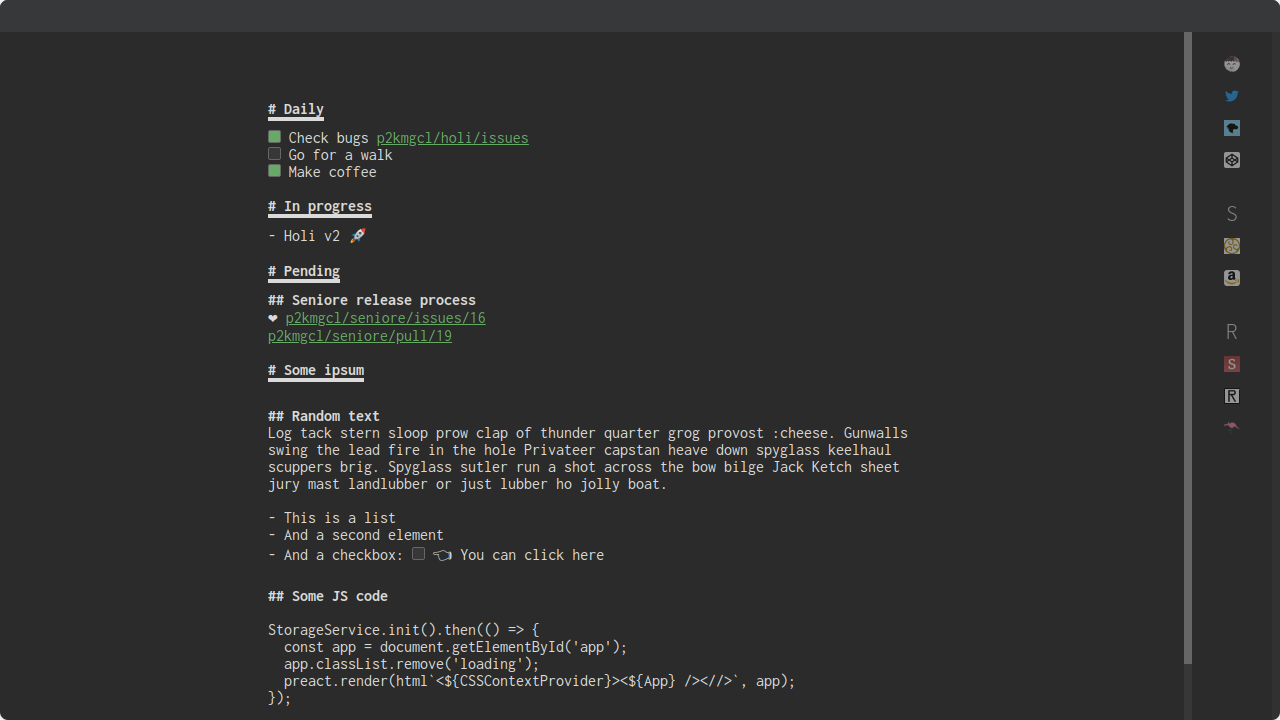 # Daily
Check bugs p2kmgcl/holi/issues
Go for a walk
Make coffee
# In progress
- Holi v2 🚀
# Pending
## Seniore release process
❤ p2kmgcl/seniore/issues/16
p2kmgcl/seniore/pull/19
# Some ipsum
## Random text
Log tack stern sloop prow clap of thunder quarter grog provost :cheese. Gunwalls
swing the lead fire in the hole Privateer capstan heave down spyglass keelhaul
scuppers brig. Spyglass sutler run a shot across the bow bilge Jack Ketch sheet
jury mast landlubber or just lubber ho jolly boat.
- This is a list
- And a second element
- And a checkbox: 👈 You can click here
## Some JS code
StorageService.init().then(() => {
  const app = document.getElementById('app');
  app.classList.remove('loading');
  preact.render(html`<${CSSContextProvider}><${App} /><//>`, app);
});
S
a
R
S
R